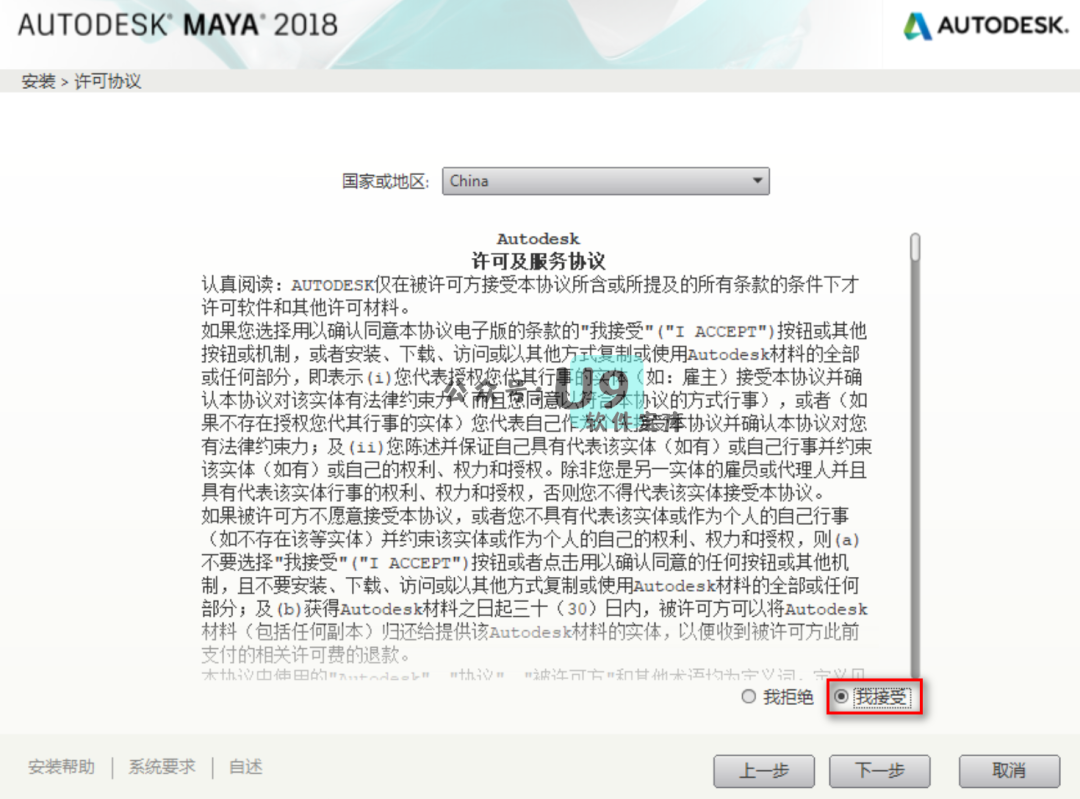 AUTODESK® MAYA® 2018
AUTODESK.
安装 > 许可协议
国家或地区: China
Autodesk
许可及服务协议
认真阅读：AUTODESK仅在被许可方接受本协议所含或所提及的所有条款的条件下才
许可软件和其他许可材料。
如果您选择用以确认同意本协议电子版的条款的"我接受"("I ACCEPT")按钮或其他
按钮或机制，或者安装、下载、访问或以其他方式复制或使用Autodesk材料的全部
或任何部分，即表示(i)您代表授权您代其行事的实体（如：雇主）接受本协议并确
认本协议对该实体有法律约束力（而且您同意以符合本协议的方式行事），或者（如
果不存在授权您代其行事的实体）您代表自己作为个人接受本协议并确认本协议对您
有法律约束力；及(ii)您陈述并保证自己具有代表该实体（如有）或自己行事并约束
该实体（如有）或自己的权利、权力和授权。除非您是另一实体的雇员或代理人并且
具有代表该实体行事的权利、权力和授权，否则您不得代表该实体接受本协议。
如果被许可方不愿意接受本协议，或者您不具有代表该实体或作为个人的自己行事
（如不存在该等实体）并约束该实体或作为个人的自己的权利、权力和授权，则(a)
不要选择"我接受"("I ACCEPT")按钮或者点击用以确认同意的任何按钮或其他机
制，且不要安装、下载、访问或以其他方式复制或使用Autodesk材料的全部或任何
部分；及(b)获得Autodesk材料之日起三十（30）日内，被许可方可以将Autodesk
材料（包括任何副本）归还给提供该Autodesk材料的实体，以便收到被许可方此前
支付的相关许可费的退款。
本协议中使用的"Autodesk"、"协议"、"被许可方"和其他术语均为定义词，定义见
公众号：U9
软件宝库
我拒绝 我接受
安装帮助 | 系统要求 | 自述
上一步 下一步 取消